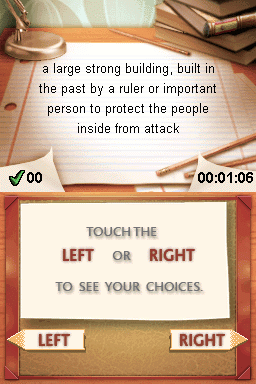 a large strong building, built in
the past by a ruler or important
person to protect the people
inside from attack
00
00:01:06
TOUCH THE
LEFT OR RIGHT
TO SEE YOUR CHOICES.
LEFT
RIGHT